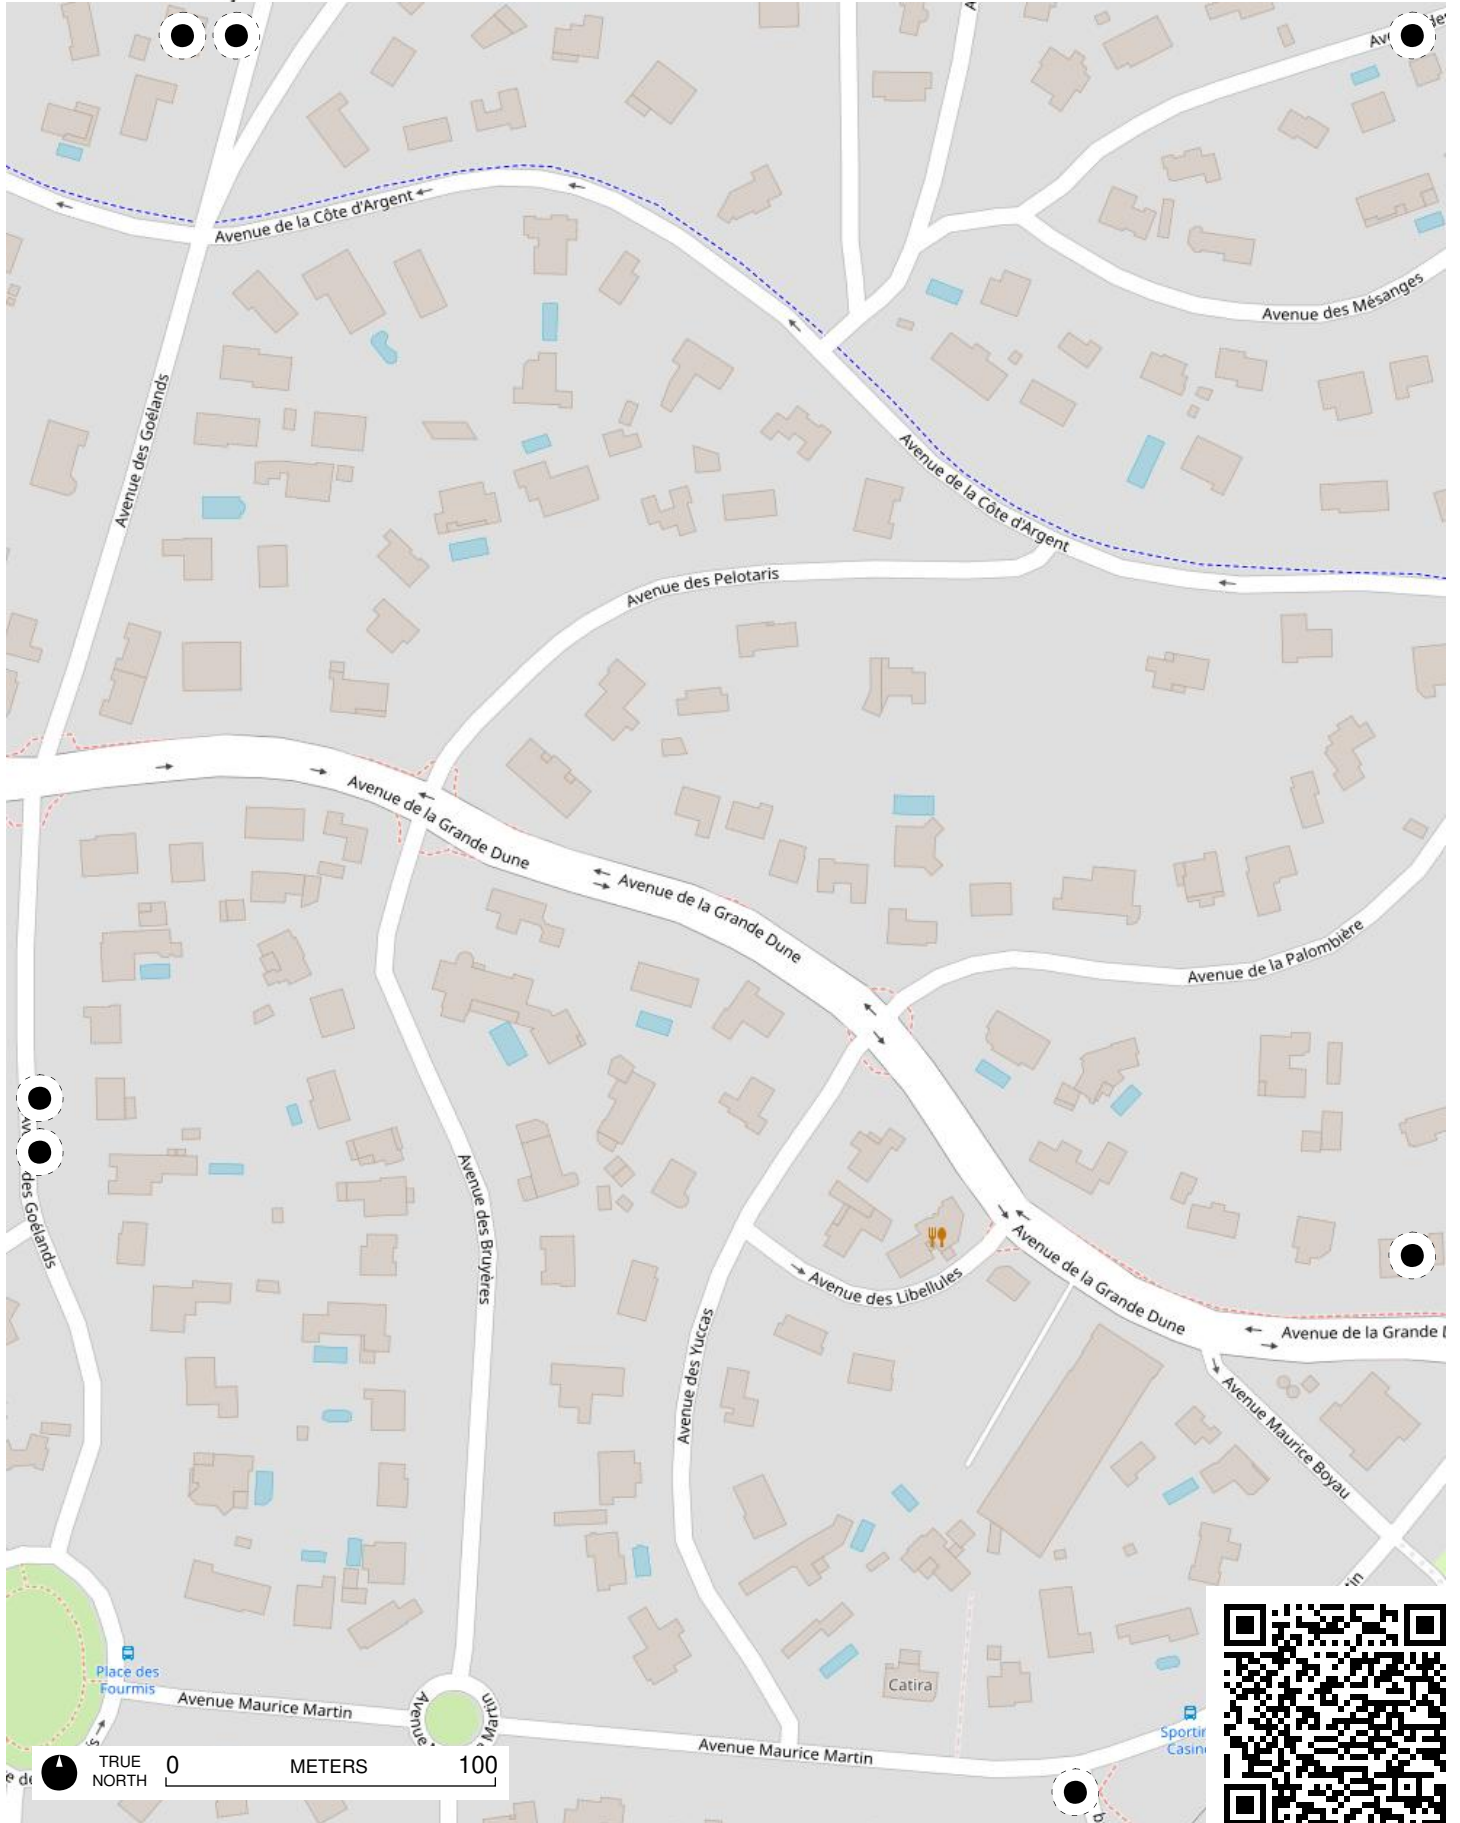 Avenue de la Côte d'Argent
Avenue des Mésanges
Avenue des Goélands
Avenue de la Côte d'Argent
Avenue des Pelotaris
Avenue de la Grande Dune
Avenue de la Grande Dune
Avenue de la Palombière
des Goélands
Avenue des Bruyères
Avenue des Libellules
Avenue de la Grande Dune
Avenue de la Grande
Avenue des Yuccas
Avenue Maurice Boyau
Place des
Fourmis
Avenue Maurice Martin
Avenue
Martin
Catira
Avenue Maurice Martin
TRUE
NORTH
0 METERS 100